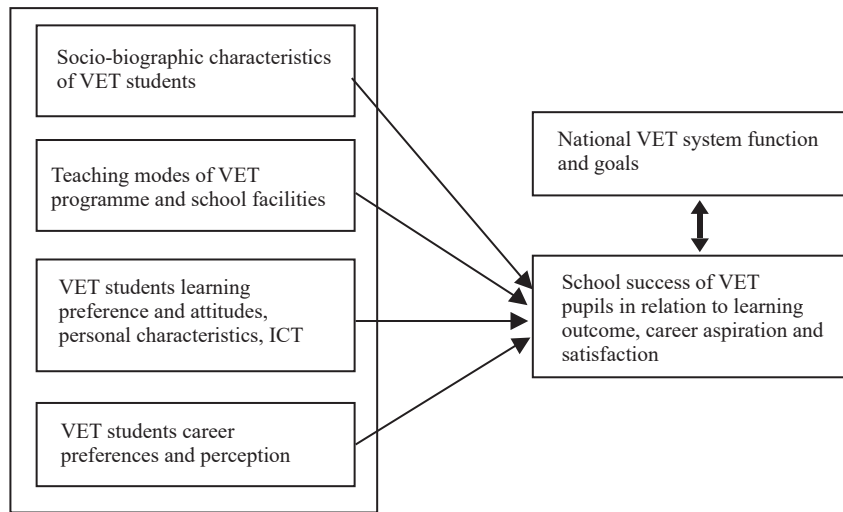 Socio-biographic characteristics
of VET students
Teaching modes of VET
programme and school facilities
VET students learning
preference and attitudes,
personal characteristics, ICT
VET students career
preferences and perception
National VET system function
and goals
School success of VET
pupils in relation to learning
outcome, career aspiration and
satisfaction